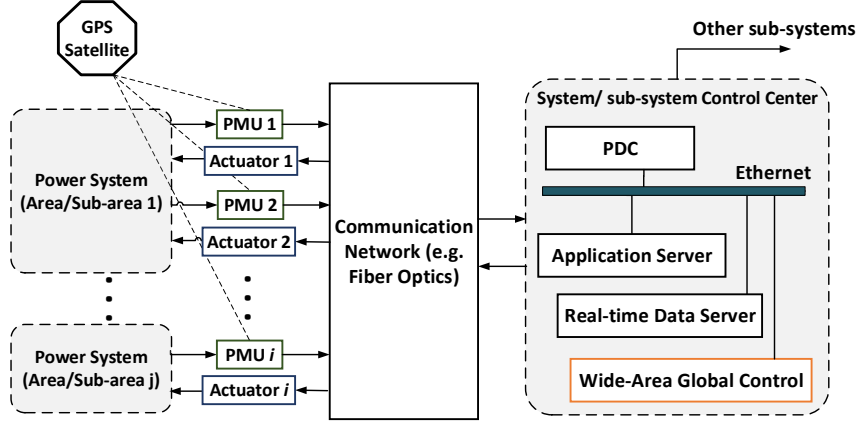 GPS
Satellite
Other sub-systems
System/ sub-system Control Center
PMU 1
Actuator 1
Power System
(Area/Sub-area 1)
PMU 2
Actuator 2
Communication
Network (e.g.
Fiber Optics)
PDC
Ethernet
Application Server
Real-time Data Server
Wide-Area Global Control
Power System
(Area/Sub-area j)
PMU i
Actuator i